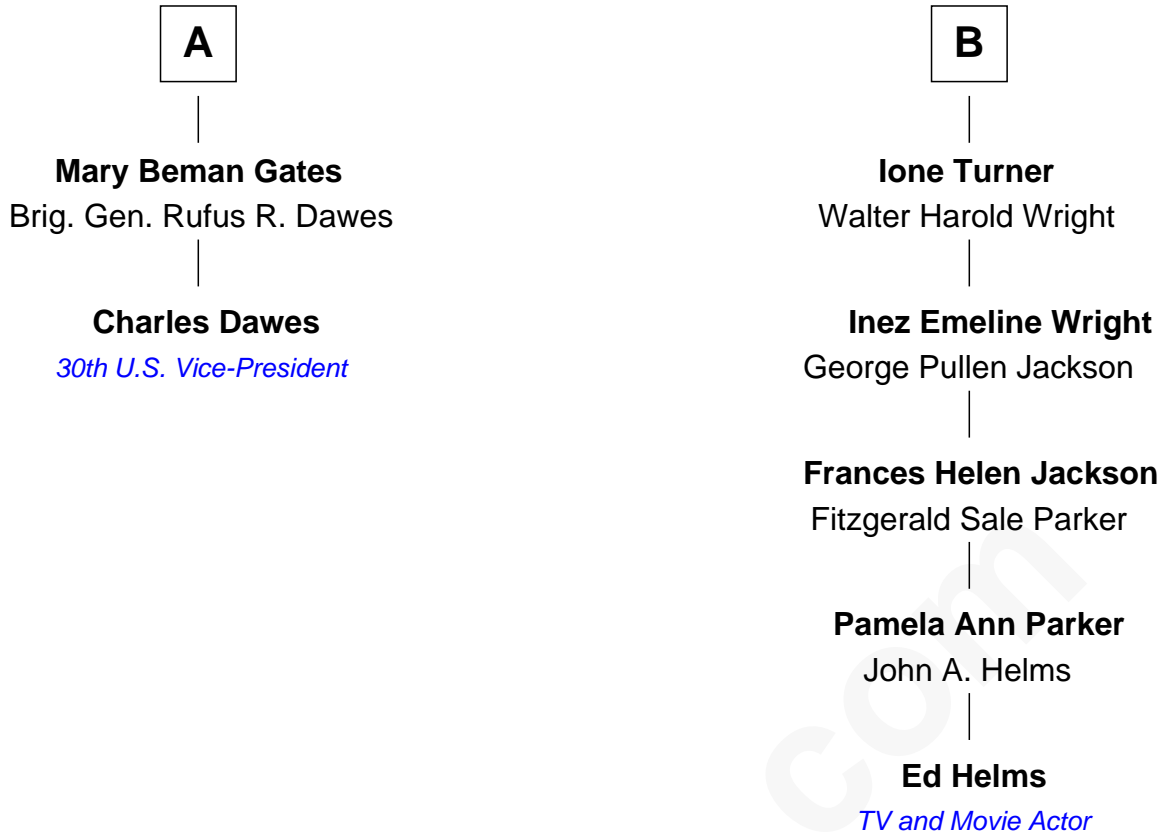 A
Mary Beman Gates
Brig. Gen. Rufus R. Dawes
Charles Dawes
30th U.S. Vice-President
B
Ione Turner
Walter Harold Wright
Inez Emeline Wright
George Pullen Jackson
Frances Helen Jackson
Fitzgerald Sale Parker
Pamela Ann Parker
John A. Helms
Ed Helms
TV and Movie Actor
com